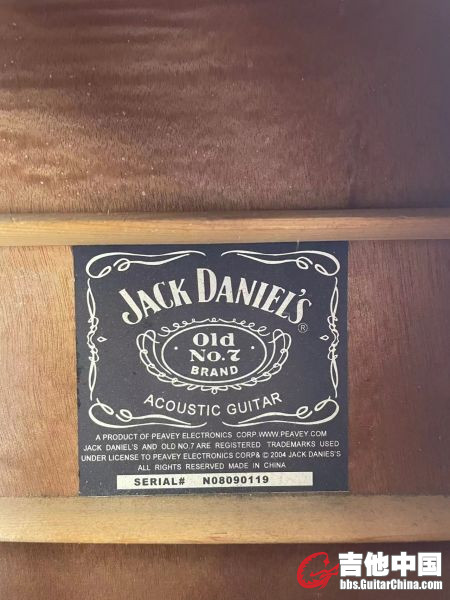 JACK DANIEL'S
®
Old
No.7
BRAND
ACOUSTIC GUITAR
A PRODUCT OF PEAVEY ELECTRONICS CORP.WWW.PEAVEY.COM
JACK DANIEL'S AND OLD NO.7 ARE REGISTERED TRADEMARKS USED
UNDER LICENSE TO PEAVEY ELECTRONICS CORP& © 2004 JACK DANIES'S
ALL RIGHTS RESERVED MADE IN CHINA
SERIAL# N08090119
吉他中国
bbs.GuitarChina.com